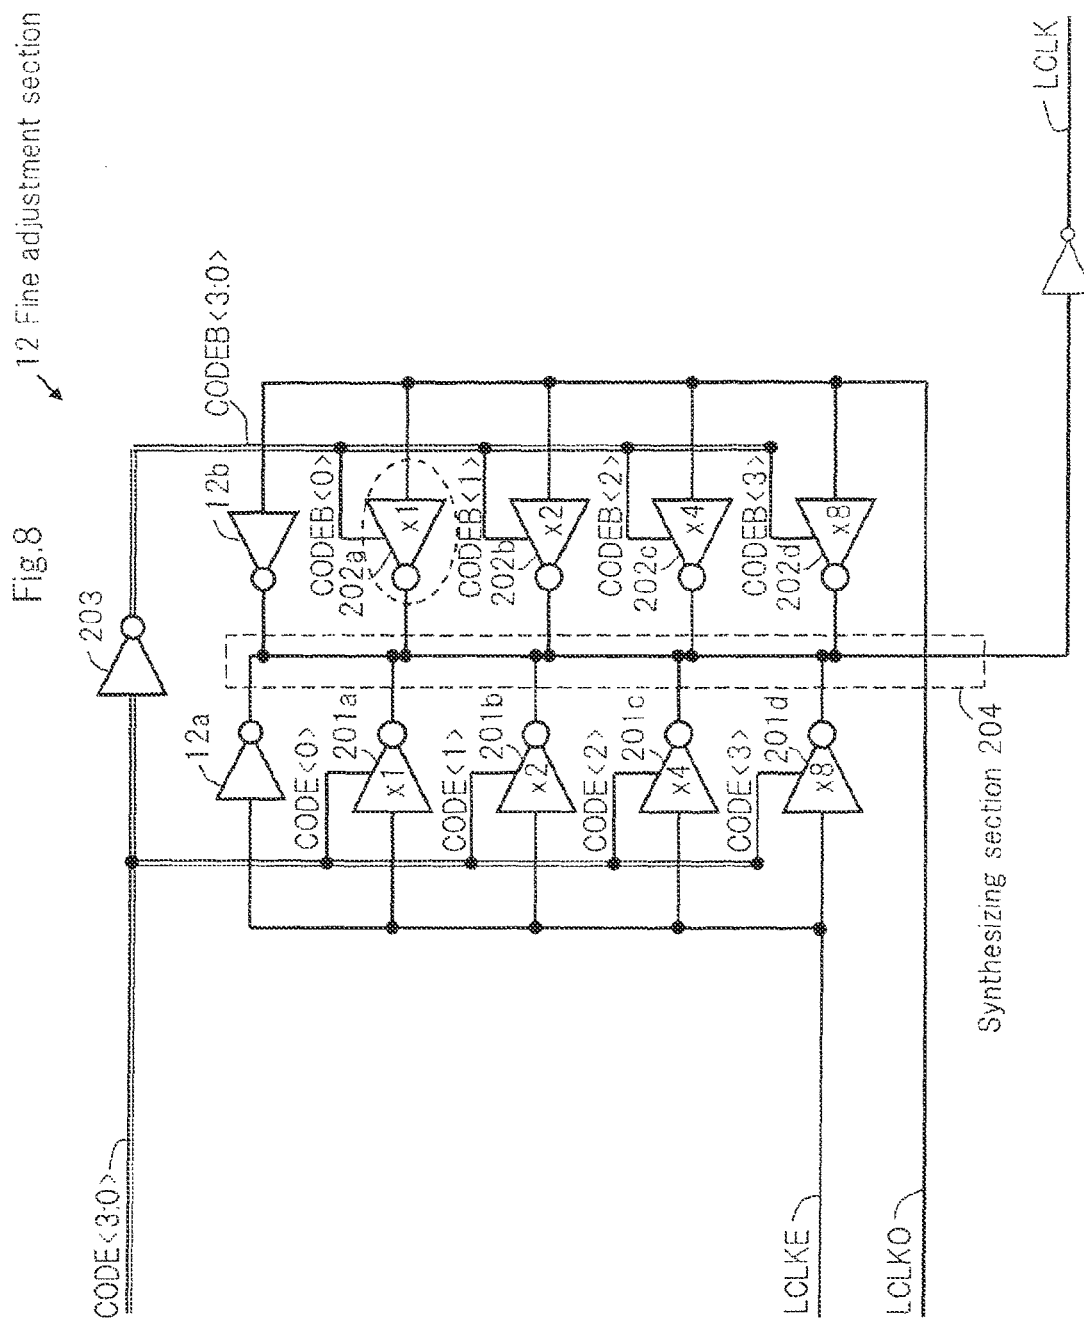 Fig.8
12 Fine adjustment section
CODE<3:0>
203
CODEB<3:0>
12a
12b
CODE<0>
201a
x1
CODEB<0>
202a
x1
CODE<1>
201b
x2
CODEB<1>
202b
x2
CODE<2>
201c
x4
CODEB<2>
202c
x4
CODE<3>
201d
x8
CODEB<3>
202d
x8
LCLKE
LCLKO
Synthesizing section 204
LCLK